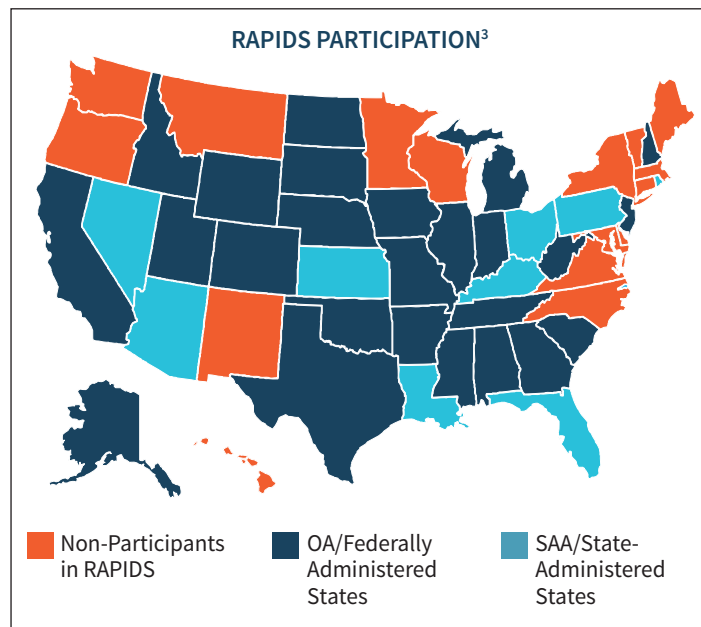 RAPIDS PARTICIPATION³
Non-Participants
in RAPIDS
OA/Federally
Administered
States
SAA/State-
Administered
States